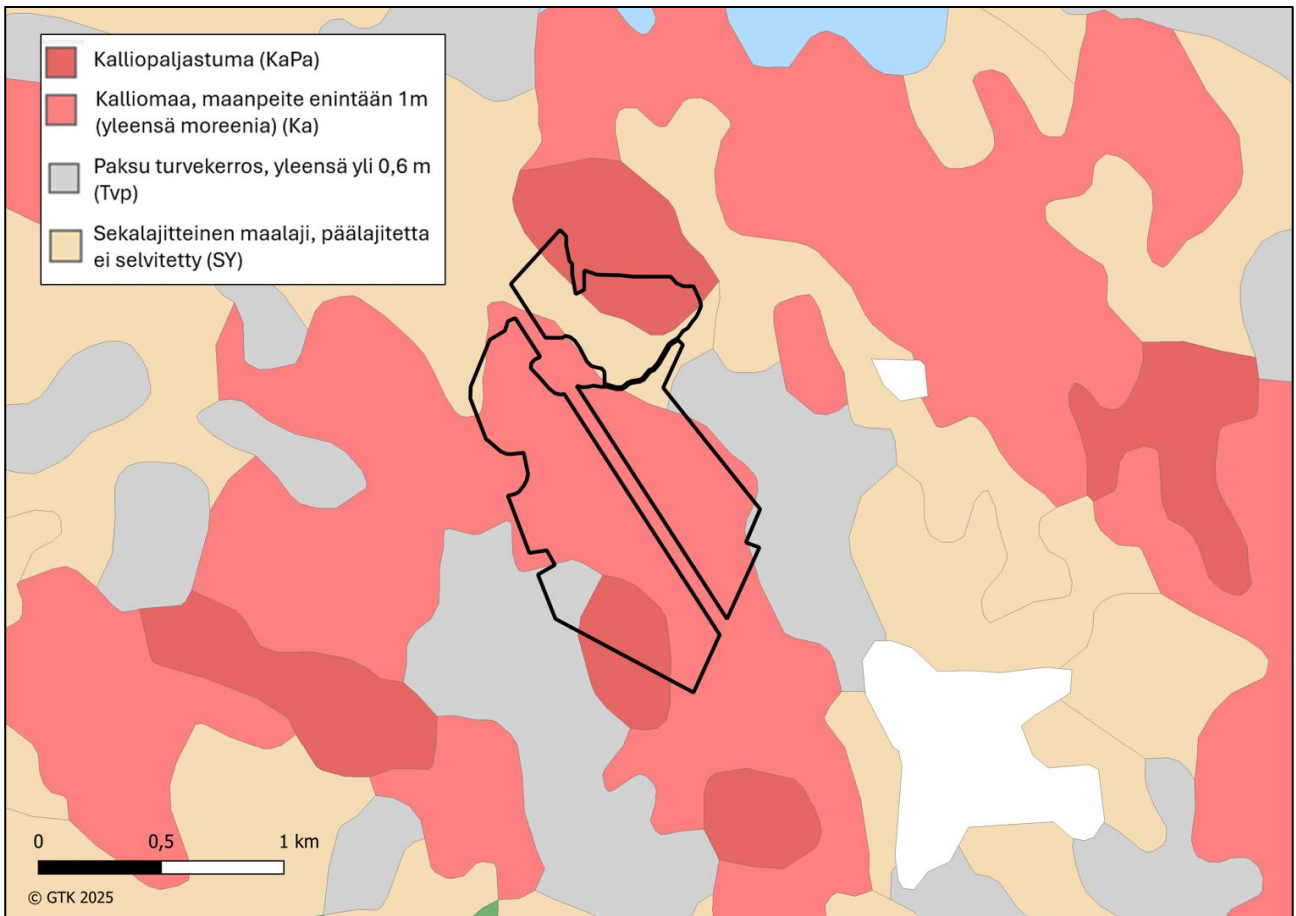 Kalliopaljastuma (KaPa)
Kalliomaa, maanpeite enintään 1m
(yleensä moreenia) (Ka)
Paksu turvekerros, yleensä yli 0,6 m
(Tvp)
Sekalajitteinen maalaji, päälajitetta
ei selvitetty (SY)
0 0,5 1 km
© GTK 2025